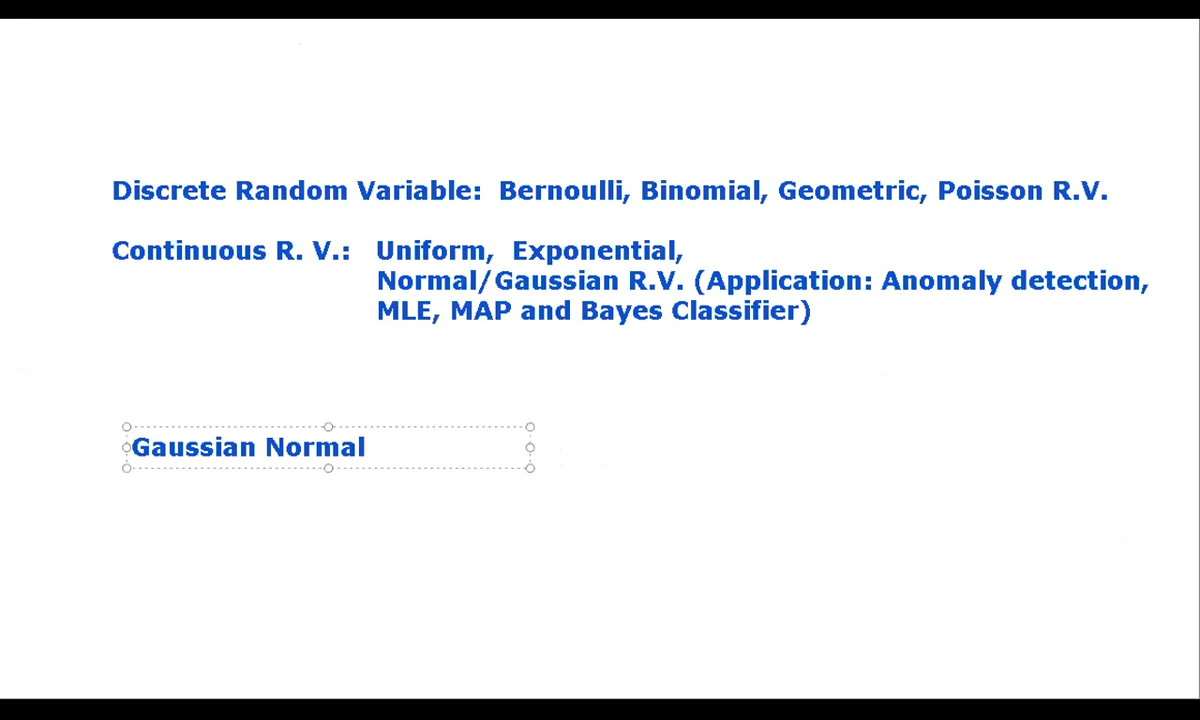 Discrete Random Variable: Bernoulli, Binomial, Geometric, Poisson R.V.
Continuous R. V.: Uniform, Exponential,
Normal/Gaussian R.V. (Application: Anomaly detection,
MLE, MAP and Bayes Classifier)
Gaussian Normal